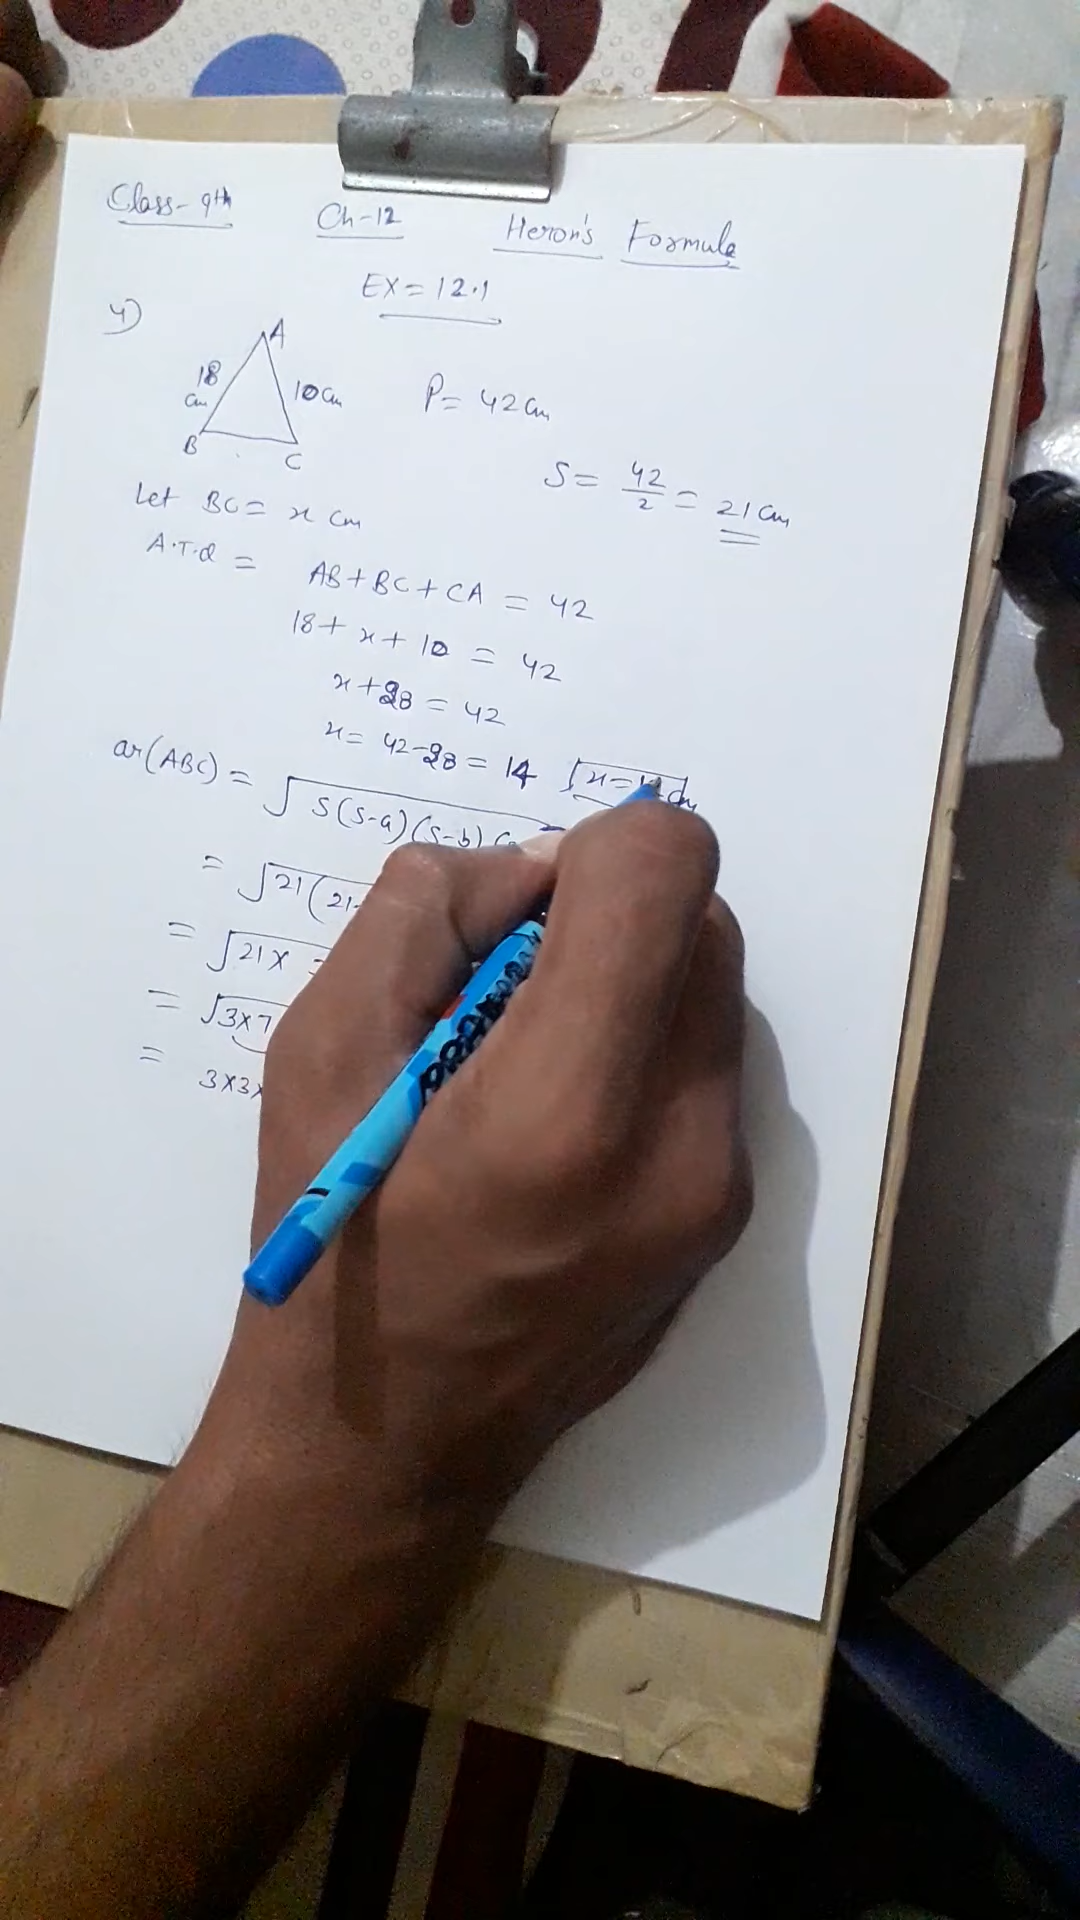 Class-9th Ch-12 Heron's Formula
EX=12.1
4)
A
18 cm
10cm
B
C
P= 42cm
S= 42/2 = 21cm
Let BC= x cm
A.T.Q =
AB+BC+CA = 42
18+ x+ 10 = 42
x+28 = 42
x= 42-28 = 14
x=14cm
ar(ABC) = √S(S-a)(S-b)
= √21(21-
= √21x
= √3x7
= 3x3x